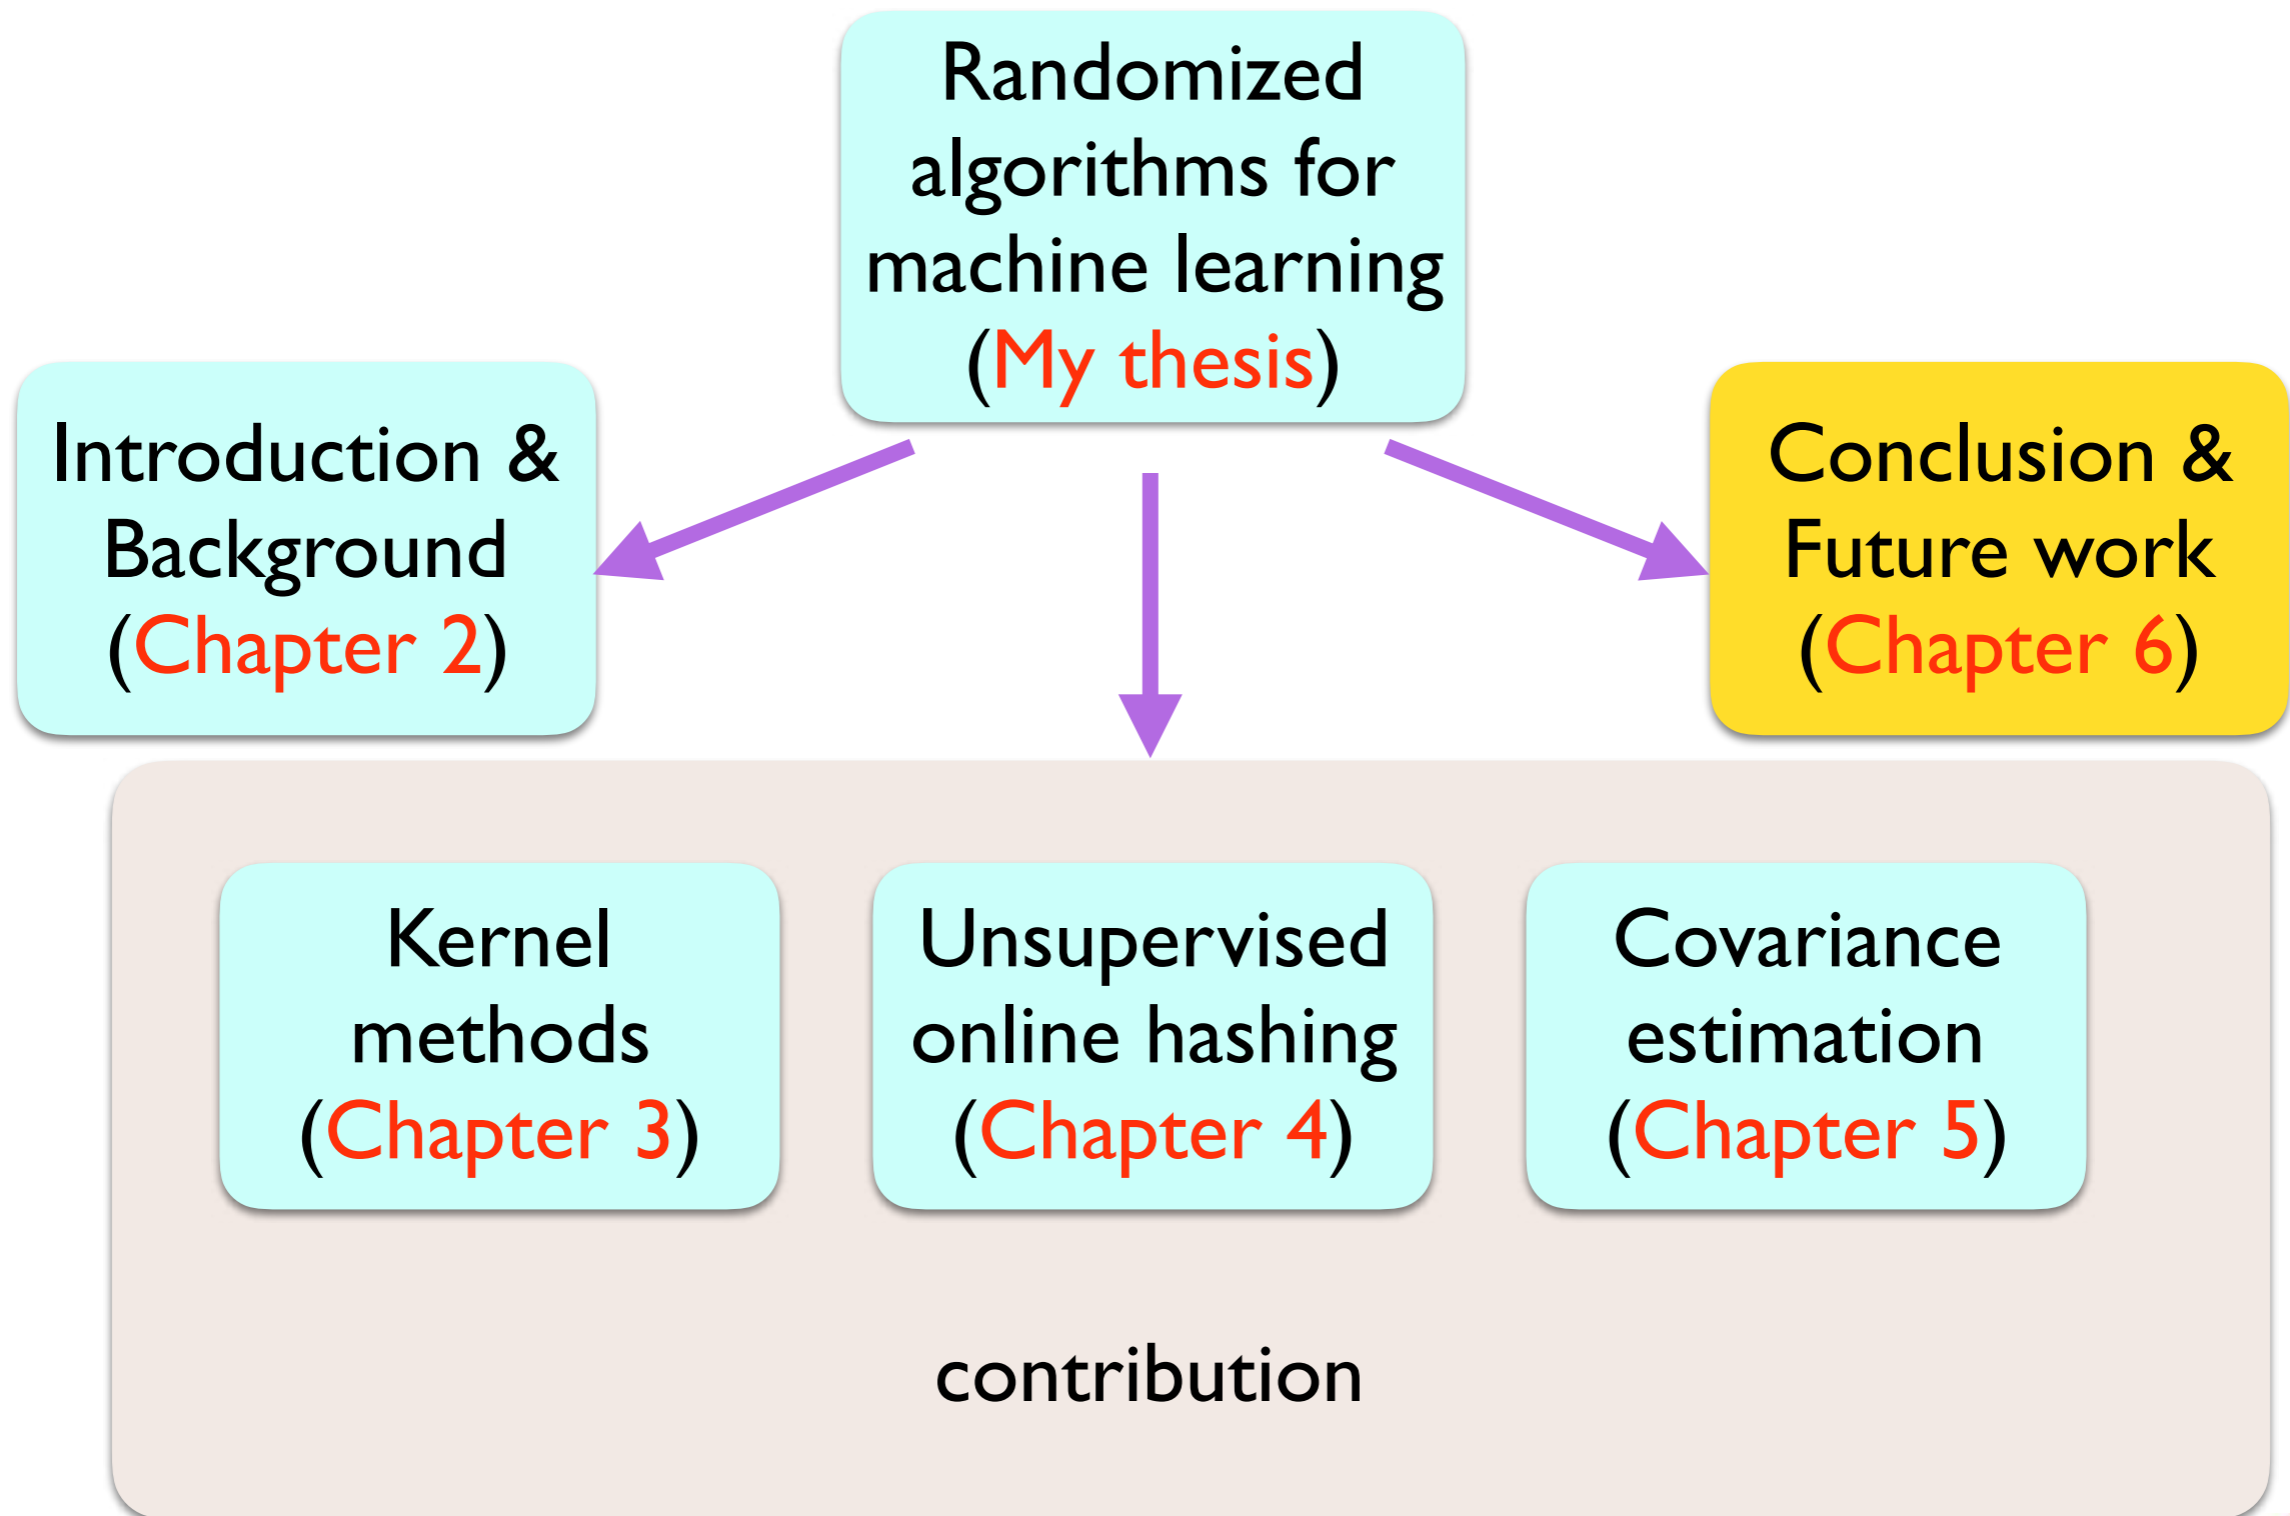 Randomized
algorithms for
machine learning
(My thesis)
Introduction &
Background
(Chapter 2)
Conclusion &
Future work
(Chapter 6)
Kernel
methods
(Chapter 3)
Unsupervised
online hashing
(Chapter 4)
Covariance
estimation
(Chapter 5)
contribution